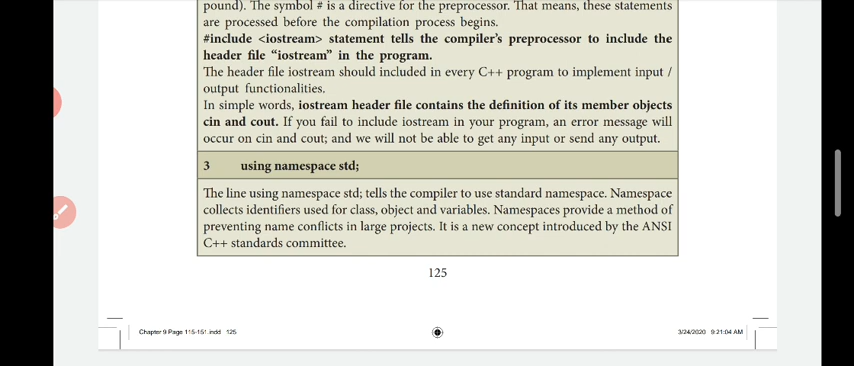 pound). The symbol # is a directive for the preprocessor. That means, these statements
are processed before the compilation process begins.
#include <iostream> statement tells the compiler's preprocessor to include the
header file “iostream” in the program.
The header file iostream should included in every C++ program to implement input /
output functionalities.
In simple words, iostream header file contains the definition of its member objects
cin and cout. If you fail to include iostream in your program, an error message will
occur on cin and cout; and we will not be able to get any input or send any output.
3 using namespace std;
The line using namespace std; tells the compiler to use standard namespace. Namespace
collects identifiers used for class, object and variables. Namespaces provide a method of
preventing name conflicts in large projects. It is a new concept introduced by the ANSI
C++ standards committee.
125
Chapter 9 Page 115-151.indd 125
3/24/2020 9:21:04 AM